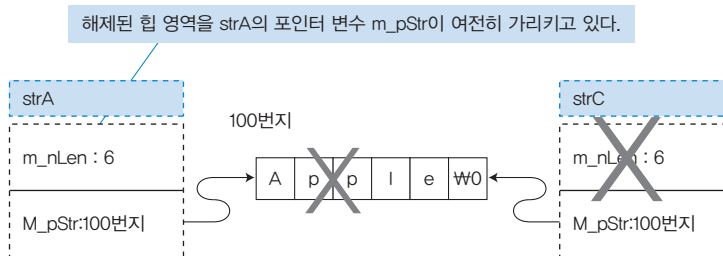 해제된 힙 영역을 strA의 포인터 변수 m_pStr이 여전히 가리키고 있다.
strA
strC
100번지
m_nLen : 6
A p p l e ₩0
m_nLen : 6
M_pStr:100번지
M_pStr:100번지